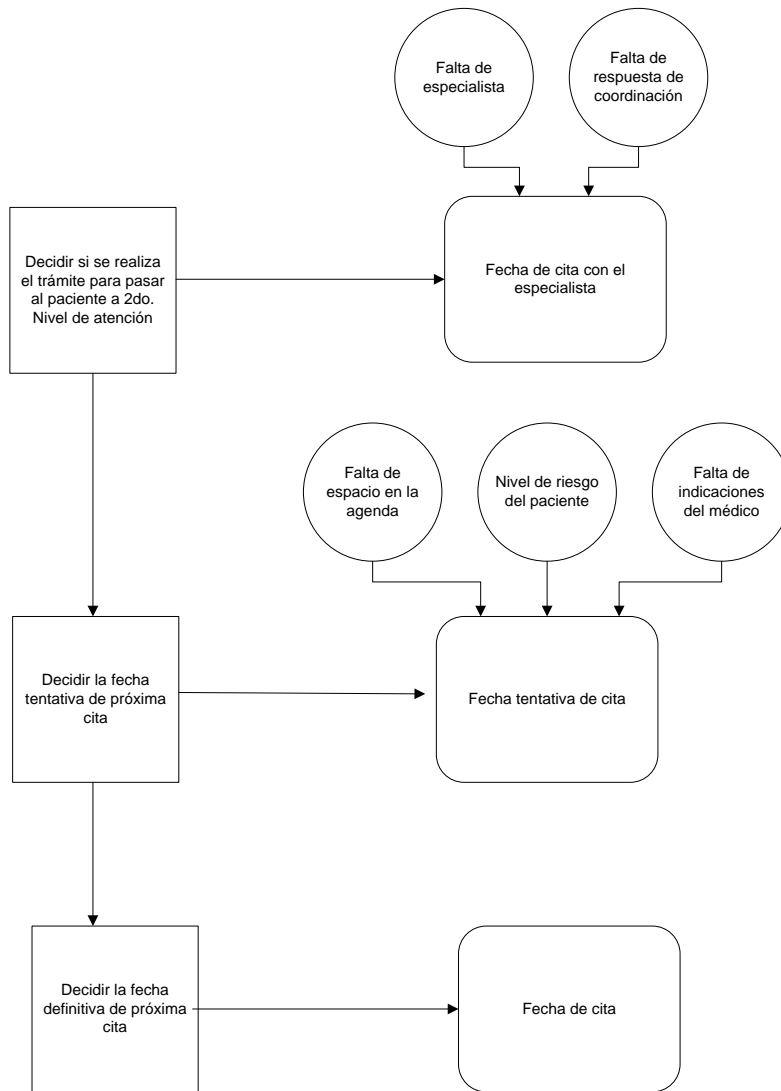 Falta de
especialista
Falta de
respuesta de
coordinación
Decidir si se realiza
el trámite para pasar
al paciente a 2do.
Nivel de atención
Fecha de cita con el
especialista
Falta de
espacio en la
agenda
Nivel de riesgo
del paciente
Falta de
indicaciones
del médico
Decidir la fecha
tentativa de próxima
cita
Fecha tentativa de cita
Decidir la fecha
definitiva de próxima
cita
Fecha de cita